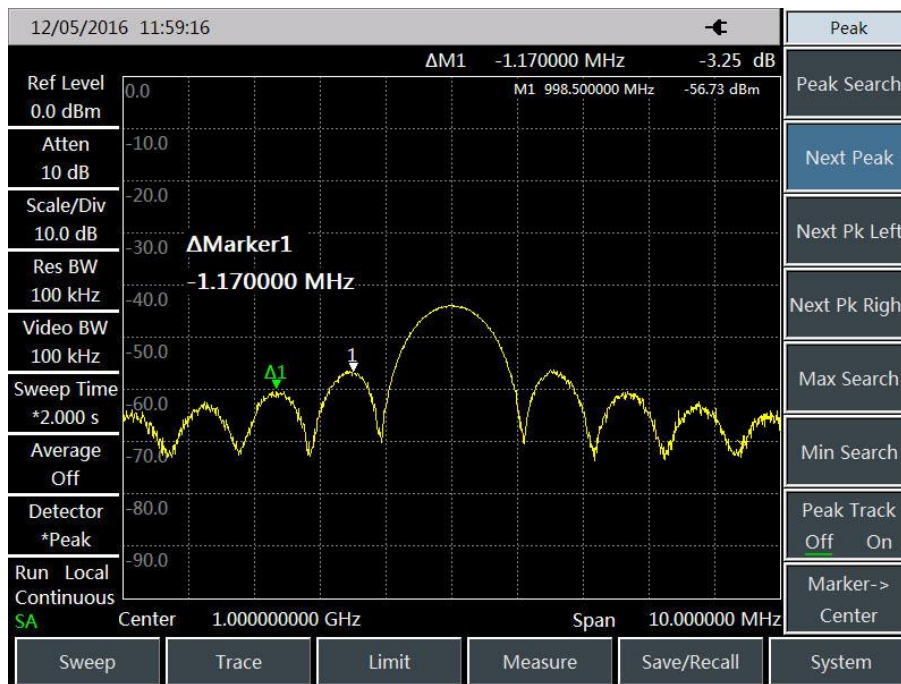 12/05/2016 11:59:16
Peak
ΔM1 -1.170000 MHz -3.25 dB
M1 998.500000 MHz -56.73 dBm
Ref Level
0.0 dBm
Atten
10 dB
Scale/Div
10.0 dB
Res BW
100 kHz
Video BW
100 kHz
Sweep Time
*2.000 s
Average
Off
Detector
*Peak
Run Local
Continuous
SA
0.0
-10.0
-20.0
-30.0
-40.0
-50.0
-60.0
-70.0
-80.0
-90.0
ΔMarker1
-1.170000 MHz
Δ1
1
Center 1.000000000 GHz Span 10.000000 MHz
Peak Search
Next Peak
Next Pk Left
Next Pk Righ
Max Search
Min Search
Peak Track
Off On
Marker->
Center
Sweep Trace Limit Measure Save/Recall System